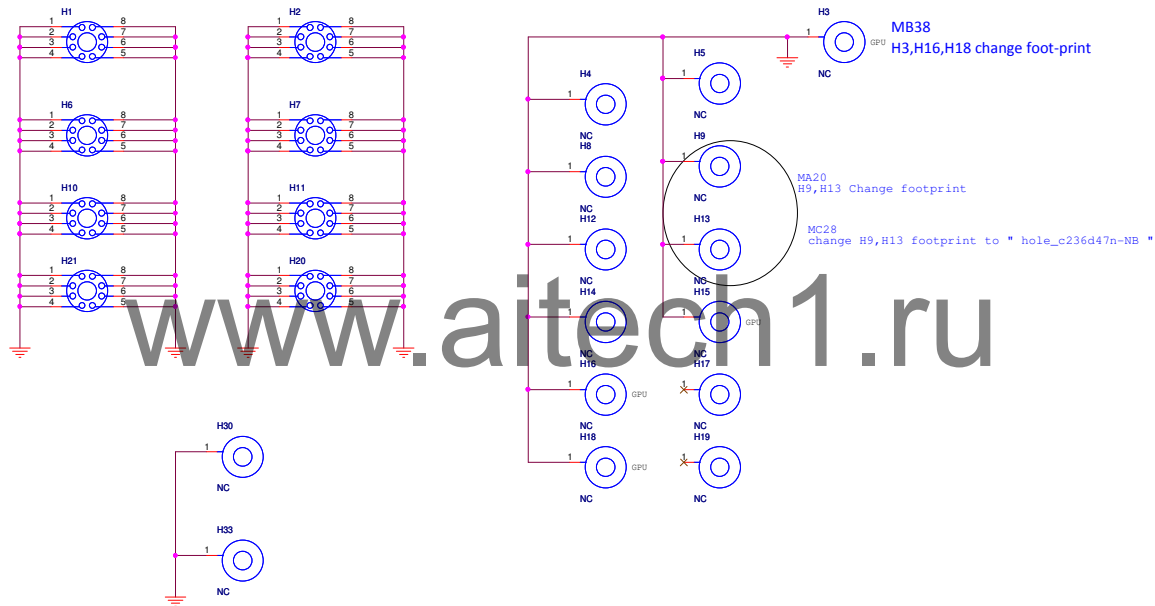 H1
1 8
2 7
3 6
4 5
H2
1 8
2 7
3 6
4 5
H3
1
GPU
NC
MB38
H3,H16,H18 change foot-print
H5
1
NC
H4
1
NC
H6
1 8
2 7
3 6
4 5
H7
1 8
2 7
3 6
4 5
H8
1
NC
H9
1
NC
MA20
H9,H13 Change footprint
H10
1 8
2 7
3 6
4 5
H11
1 8
2 7
3 6
4 5
H12
1
NC
H13
1
NC
MC28
change H9,H13 footprint to " hole_c236d47n-NB "
H21
1 8
2 7
3 6
4 5
H20
1 8
2 7
3 6
4 5
H14
1
NC
H15
1
GPU
NC
www.aitech1.ru
H16
1
GPU
NC
H17
1
NC
H18
1
GPU
NC
H19
1
NC
H30
1
NC
H33
1
NC